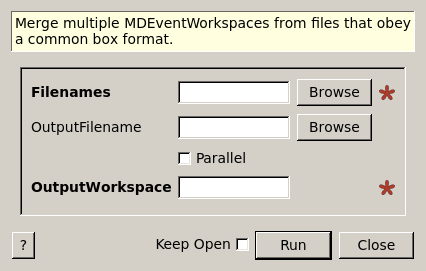 Merge multiple MDEventWorkspaces from files that obey
a common box format.
Filenames
Browse
OutputFilename
Browse
Parallel
OutputWorkspace
?
Keep Open
Run
Close